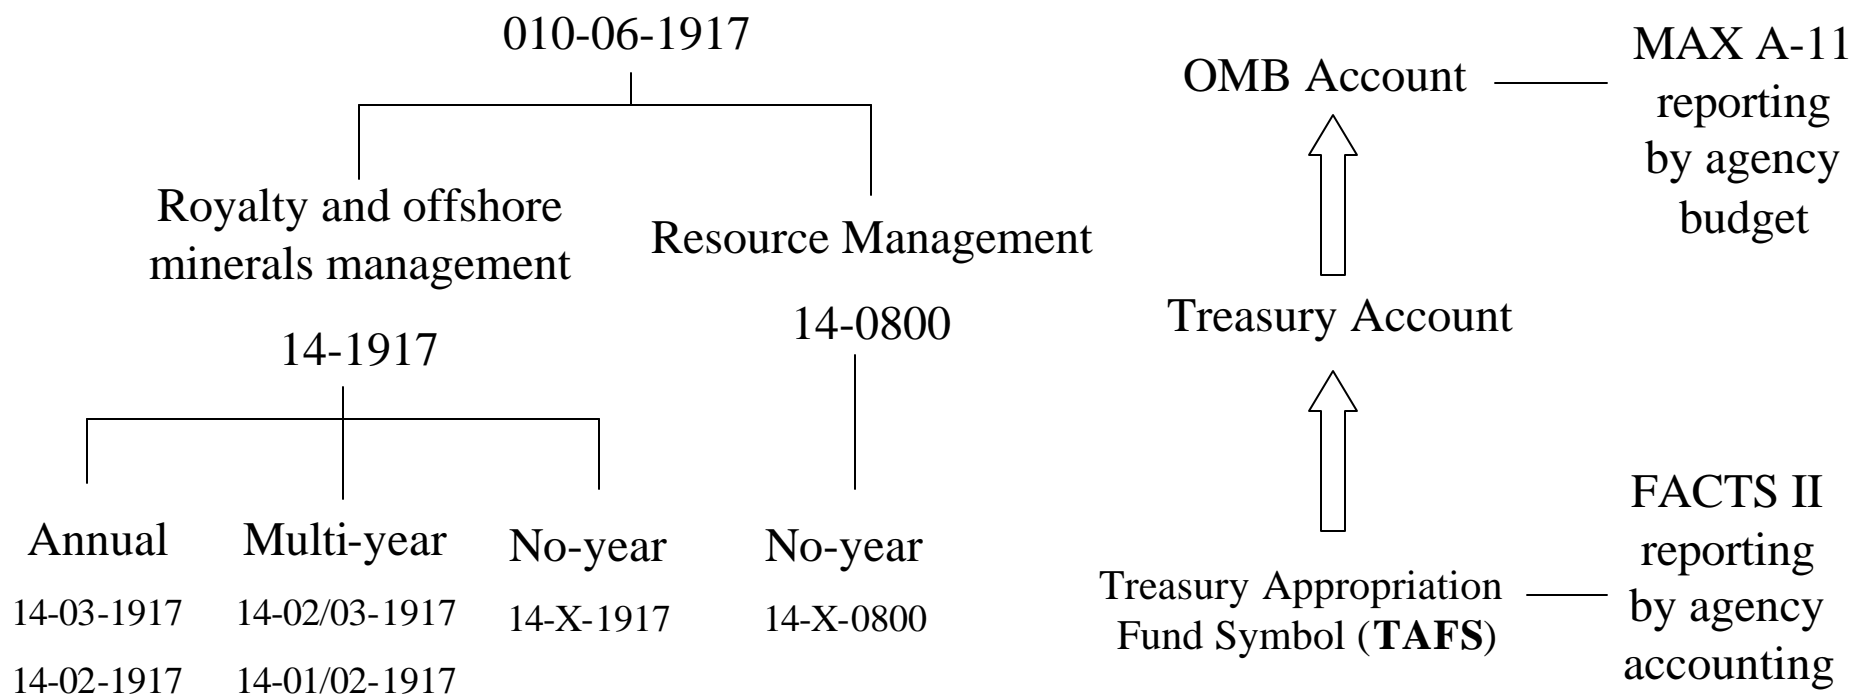 010-06-1917
Royalty and offshore
minerals management
14-1917
Resource Management
14-0800
Annual
14-03-1917
14-02-1917
Multi-year
14-02/03-1917
14-01/02-1917
No-year
14-X-1917
No-year
14-X-0800
OMB Account
MAX A-11
reporting
by agency
budget
Treasury Account
Treasury Appropriation
Fund Symbol (TAFS)
FACTS II
reporting
by agency
accounting